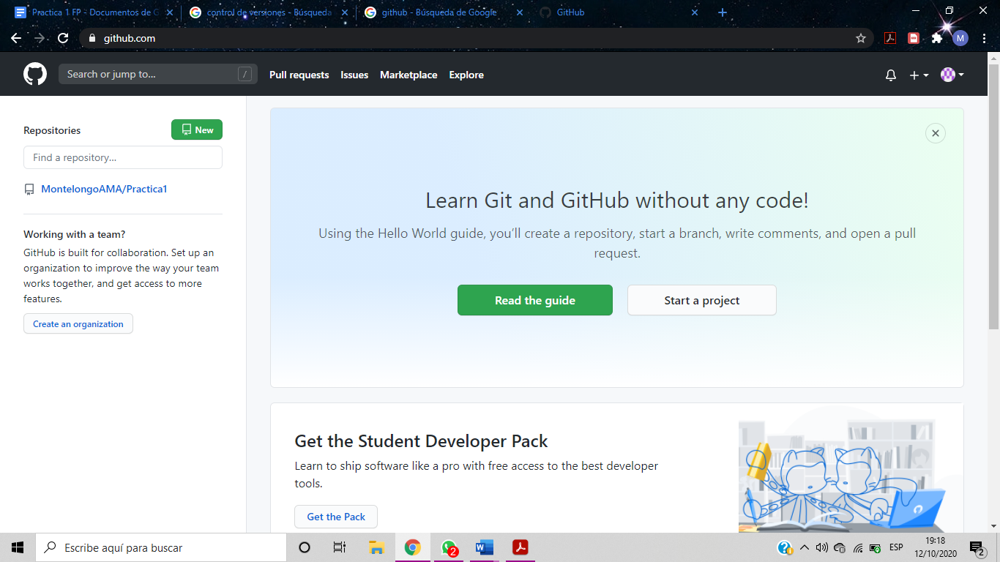 Practica 1 FP - Documentos de G
control de versiones - Búsqueda
github - Búsqueda de Google
GitHub
github.com
M
Search or jump to...
/
Pull requests
Issues
Marketplace
Explore
Repositories
New
Find a repository...
MontelongoAMA/Practica1
Working with a team?
GitHub is built for collaboration. Set up an
organization to improve the way your team
works together, and get access to more
features.
Create an organization
Learn Git and GitHub without any code!
Using the Hello World guide, you'll create a repository, start a branch, write comments, and open a pull
request.
Read the guide
Start a project
Get the Student Developer Pack
Learn to ship software like a pro with free access to the best developer
tools.
Get the Pack
Escribe aquí para buscar
2
ESP
19:18
12/10/2020
2